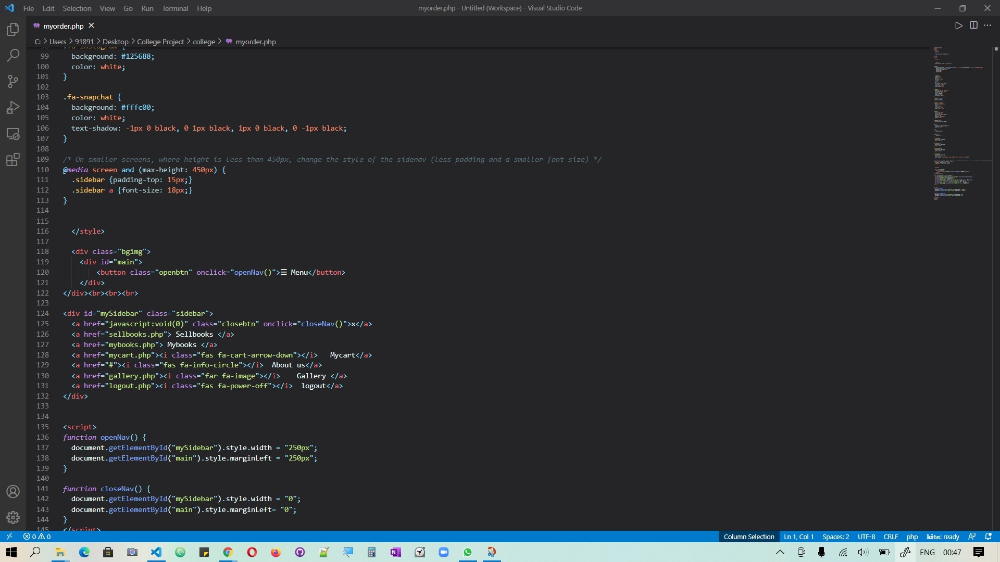 File Edit Selection View Go Run Terminal Help
myorder.php - Untitled (Workspace) - Visual Studio Code
myorder.php
C: > Users > 91891 > Desktop > College Project > college > myorder.php
99 background: #125688;
100 color: white;
101 }
102
103 .fa-snapchat {
104 background: #fffc00;
105 color: white;
106 text-shadow: -1px 0 black, 0 1px black, 1px 0 black, 0 -1px black;
107 }
108
109 /* On smaller screens, where height is less than 450px, change the style of the sidenav (less padding and a smaller font size) */
110 @media screen and (max-height: 450px) {
111 .sidebar {padding-top: 15px;}
112 .sidebar a {font-size: 18px;}
113 }
114
115
116 </style>
117
118 <div class="bgimg">
119 <div id="main">
120 <button class="openbtn" onclick="openNav()">☰ Menu</button>
121 </div>
122 </div><br><br><br>
123
124 <div id="mySidebar" class="sidebar">
125 <a href="javascript:void(0)" class="closebtn" onclick="closeNav()">×</a>
126 <a href="sellbooks.php"> Sellbooks </a>
127 <a href="mybooks.php"> Mybooks </a>
128 <a href="mycart.php"><i class="fas fa-cart-arrow-down"></i> Mycart</a>
129 <a href="#"><i class="fas fa-info-circle"></i> About us</a>
130 <a href="gallery.php"><i class="far fa-image"></i> Gallery </a>
131 <a href="logout.php"><i class="fas fa-power-off"></i> logout</a>
132 </div>
133
134
135 <script>
136 function openNav() {
137 document.getElementById("mySidebar").style.width = "250px";
138 document.getElementById("main").style.marginLeft = "250px";
139 }
140
141 function closeNav() {
142 document.getElementById("mySidebar").style.width = "0";
143 document.getElementById("main").style.marginLeft= "0";
144 }
145 </script>
0 0 Column Selection Ln 1, Col 1 Spaces: 2 UTF-8 CRLF php kite: ready
ENG 00:47